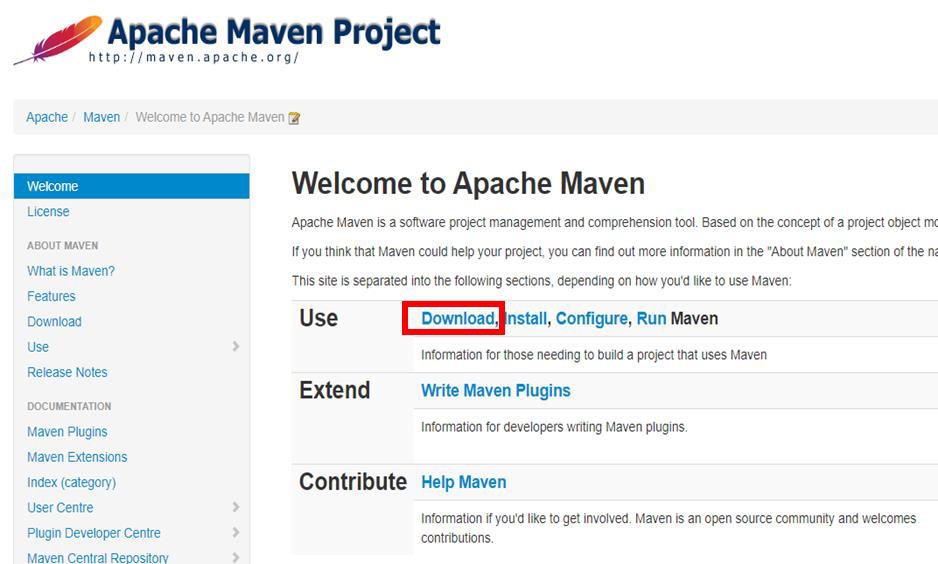 Apache Maven Project
http://maven.apache.org/
Apache / Maven / Welcome to Apache Maven
Welcome
License
ABOUT MAVEN
What is Maven?
Features
Download
Use
Release Notes
DOCUMENTATION
Maven Plugins
Maven Extensions
Index (category)
User Centre
Plugin Developer Centre
Maven Central Repository
Welcome to Apache Maven
Apache Maven is a software project management and comprehension tool. Based on the concept of a project object mo
If you think that Maven could help your project, you can find out more information in the "About Maven" section of the na
This site is separated into the following sections, depending on how you'd like to use Maven:
Use Download, Install, Configure, Run Maven
Information for those needing to build a project that uses Maven
Extend Write Maven Plugins
Information for developers writing Maven plugins.
Contribute Help Maven
Information if you'd like to get involved. Maven is an open source community and welcomes
contributions.